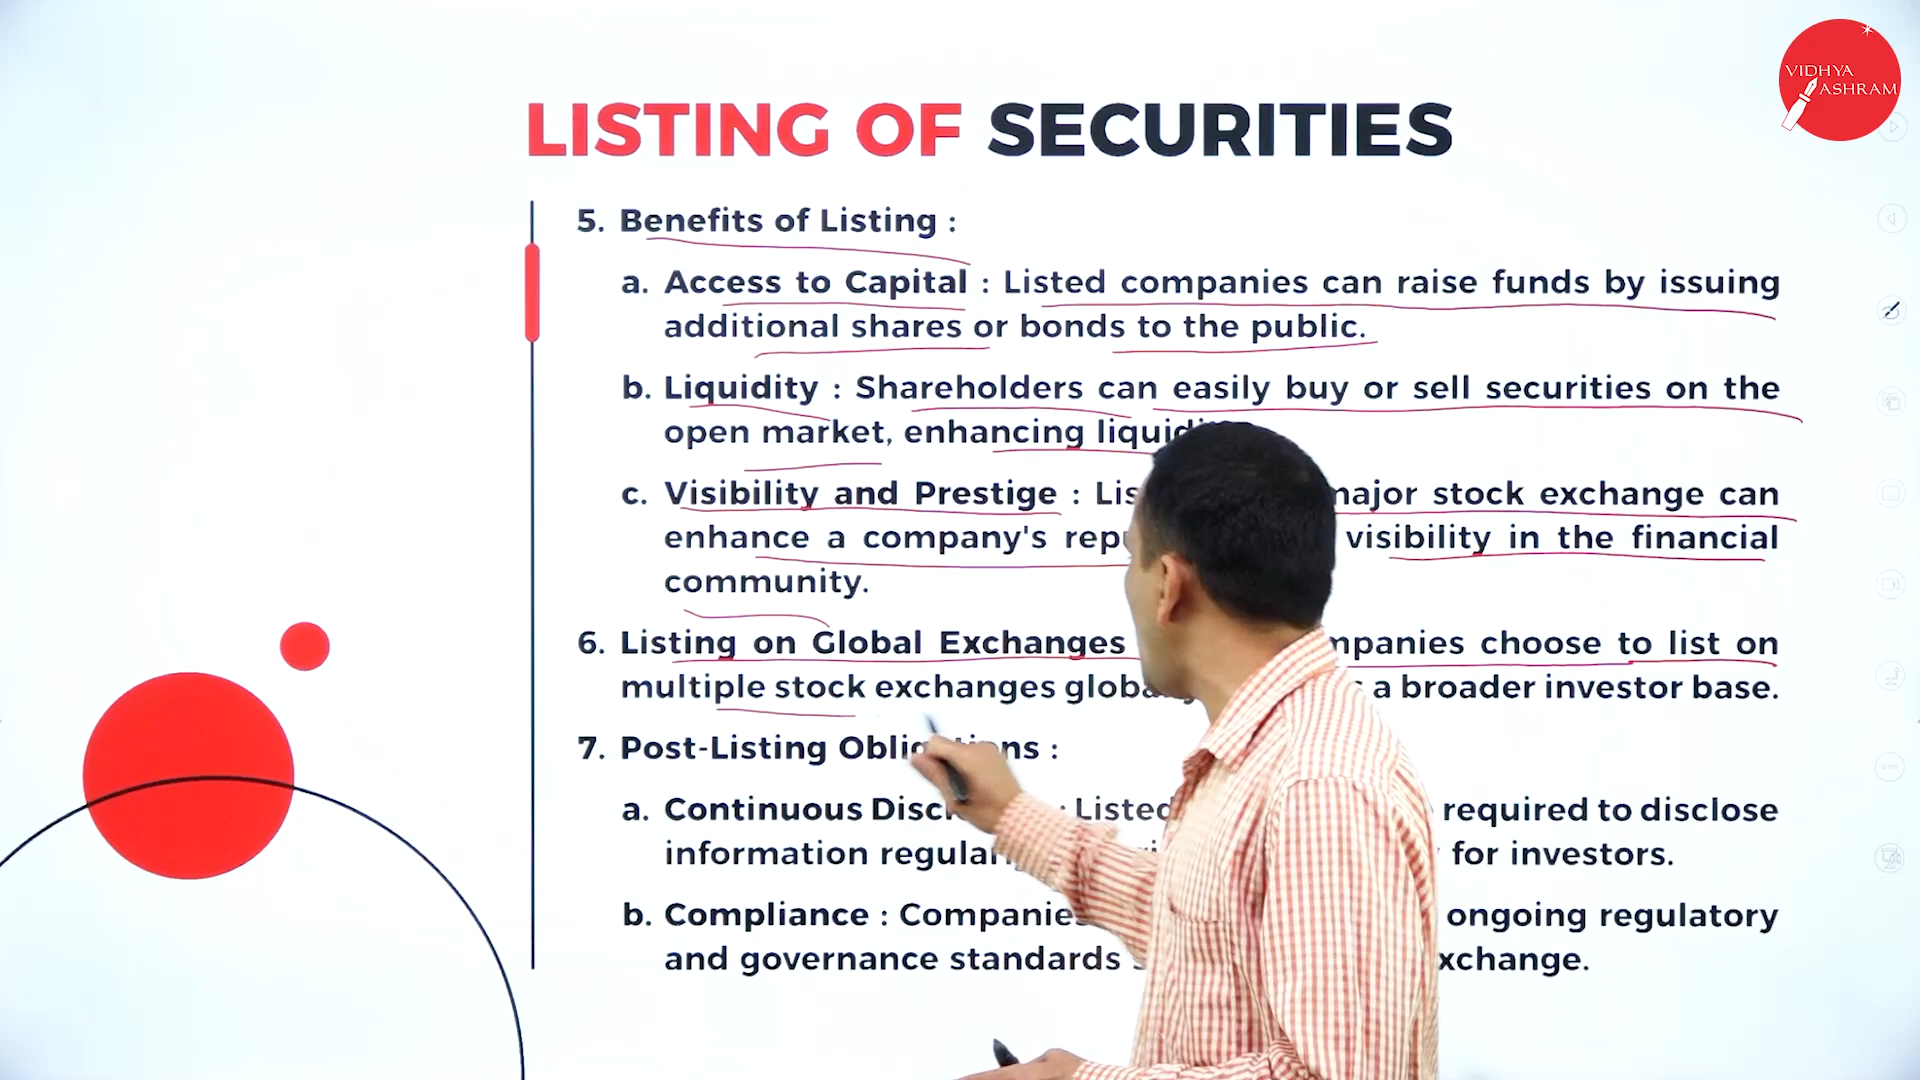 VIDHYA
ASHRAM
LISTING OF SECURITIES
5. Benefits of Listing :
a. Access to Capital : Listed companies can raise funds by issuing
additional shares or bonds to the public.
b. Liquidity : Shareholders can easily buy or sell securities on the
open market, enhancing
c. Visibility and Prestige : major stock exchange can
enhance a company's visibility in the financial
community.
6. Listing on Global Exchanges choose to list on
multiple stock exchanges a broader investor base.
7. Post-Listing Obligations :
a. Continuous : Listed required to disclose
information for investors.
b. Compliance : Companies ongoing regulatory
and governance standards